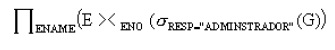 ∏ ENAME(E >< ENO (σRESP="ADMINSTRADOR"(G)